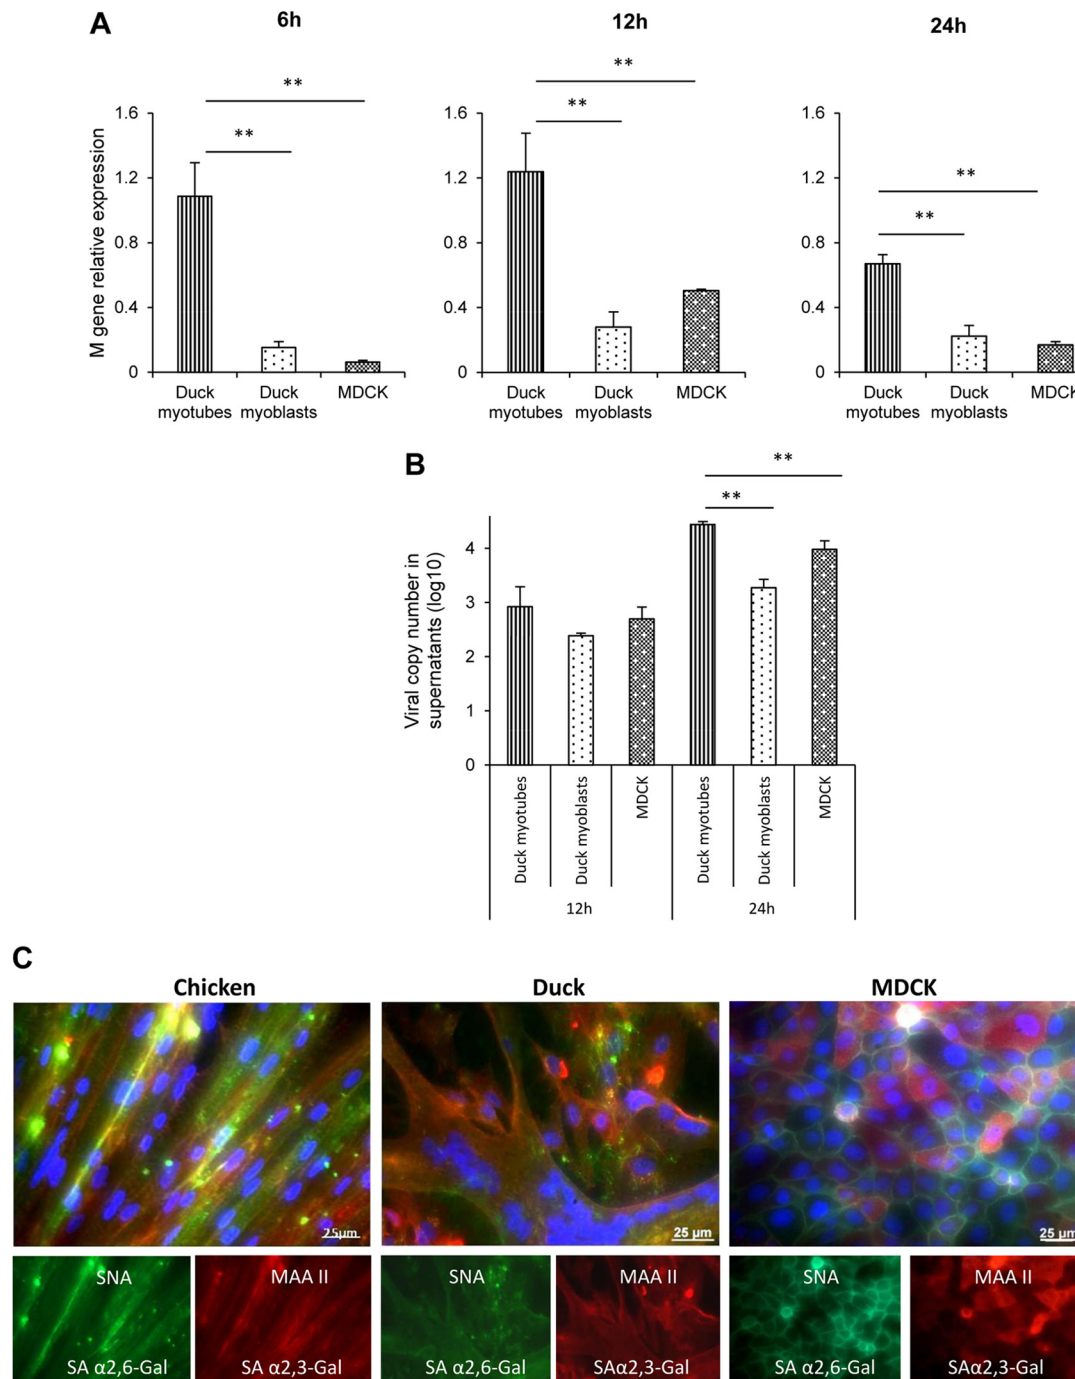 A
6h
12h
24h
**
**
**
**
**
**
M gene relative expression
1.6
1.2
0.8
0.4
0
Duck
myotubes
Duck
myoblasts
MDCK
1.6
1.2
0.8
0.4
0
Duck
myotubes
Duck
myoblasts
MDCK
1.6
1.2
0.8
0.4
0
Duck
myotubes
Duck
myoblasts
MDCK
B
**
**
Viral copy number in
supernatants (log10)
4
3
2
1
0
Duck myotubes
Duck myoblasts
MDCK
Duck myotubes
Duck myoblasts
MDCK
12h
24h
C
Chicken
Duck
MDCK
25µm
25 µm
25 µm
SNA
SA α2,6-Gal
MAA II
SA α2,3-Gal
SNA
SA α2,6-Gal
MAA II
SAα2,3-Gal
SNA
SA α2,6-Gal
MAA II
SAα2,3-Gal